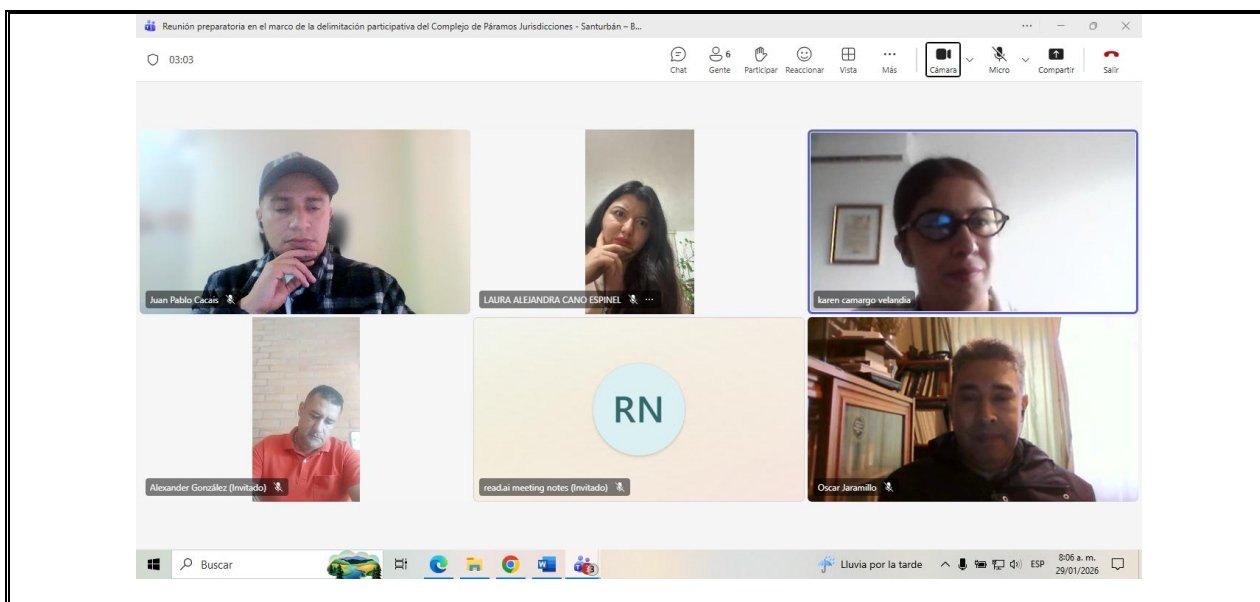 Reunión preparatoria en el marco de la delimitación participativa del Complejo de Páramos Jurisdicciones - Santurbán – B...
03:03
6
Chat Gente Participar Reaccionar Vista Más Cámara Micro Compartir Salir
Juan Pablo Cacais
LAURA ALEJANDRA CANO ESPINEL
karen camargo velandia
RN
Alexander González (Invitado)
read.ai meeting notes (Invitado)
Oscar Jaramillo
Buscar
3
Lluvia por la tarde
ESP
8:06 a. m.
29/01/2026